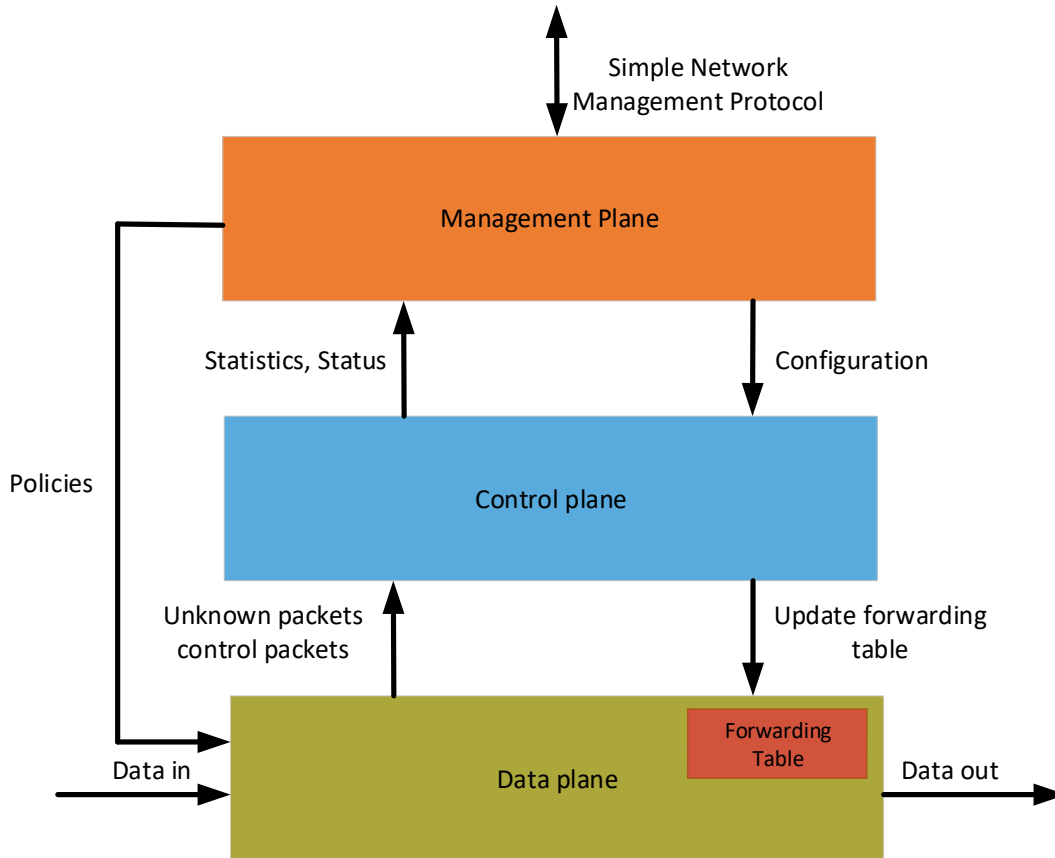 Simple Network
Management Protocol
Management Plane
Statistics, Status
Configuration
Policies
Control plane
Unknown packets
control packets
Update forwarding
table
Forwarding
Table
Data in
Data plane
Data out